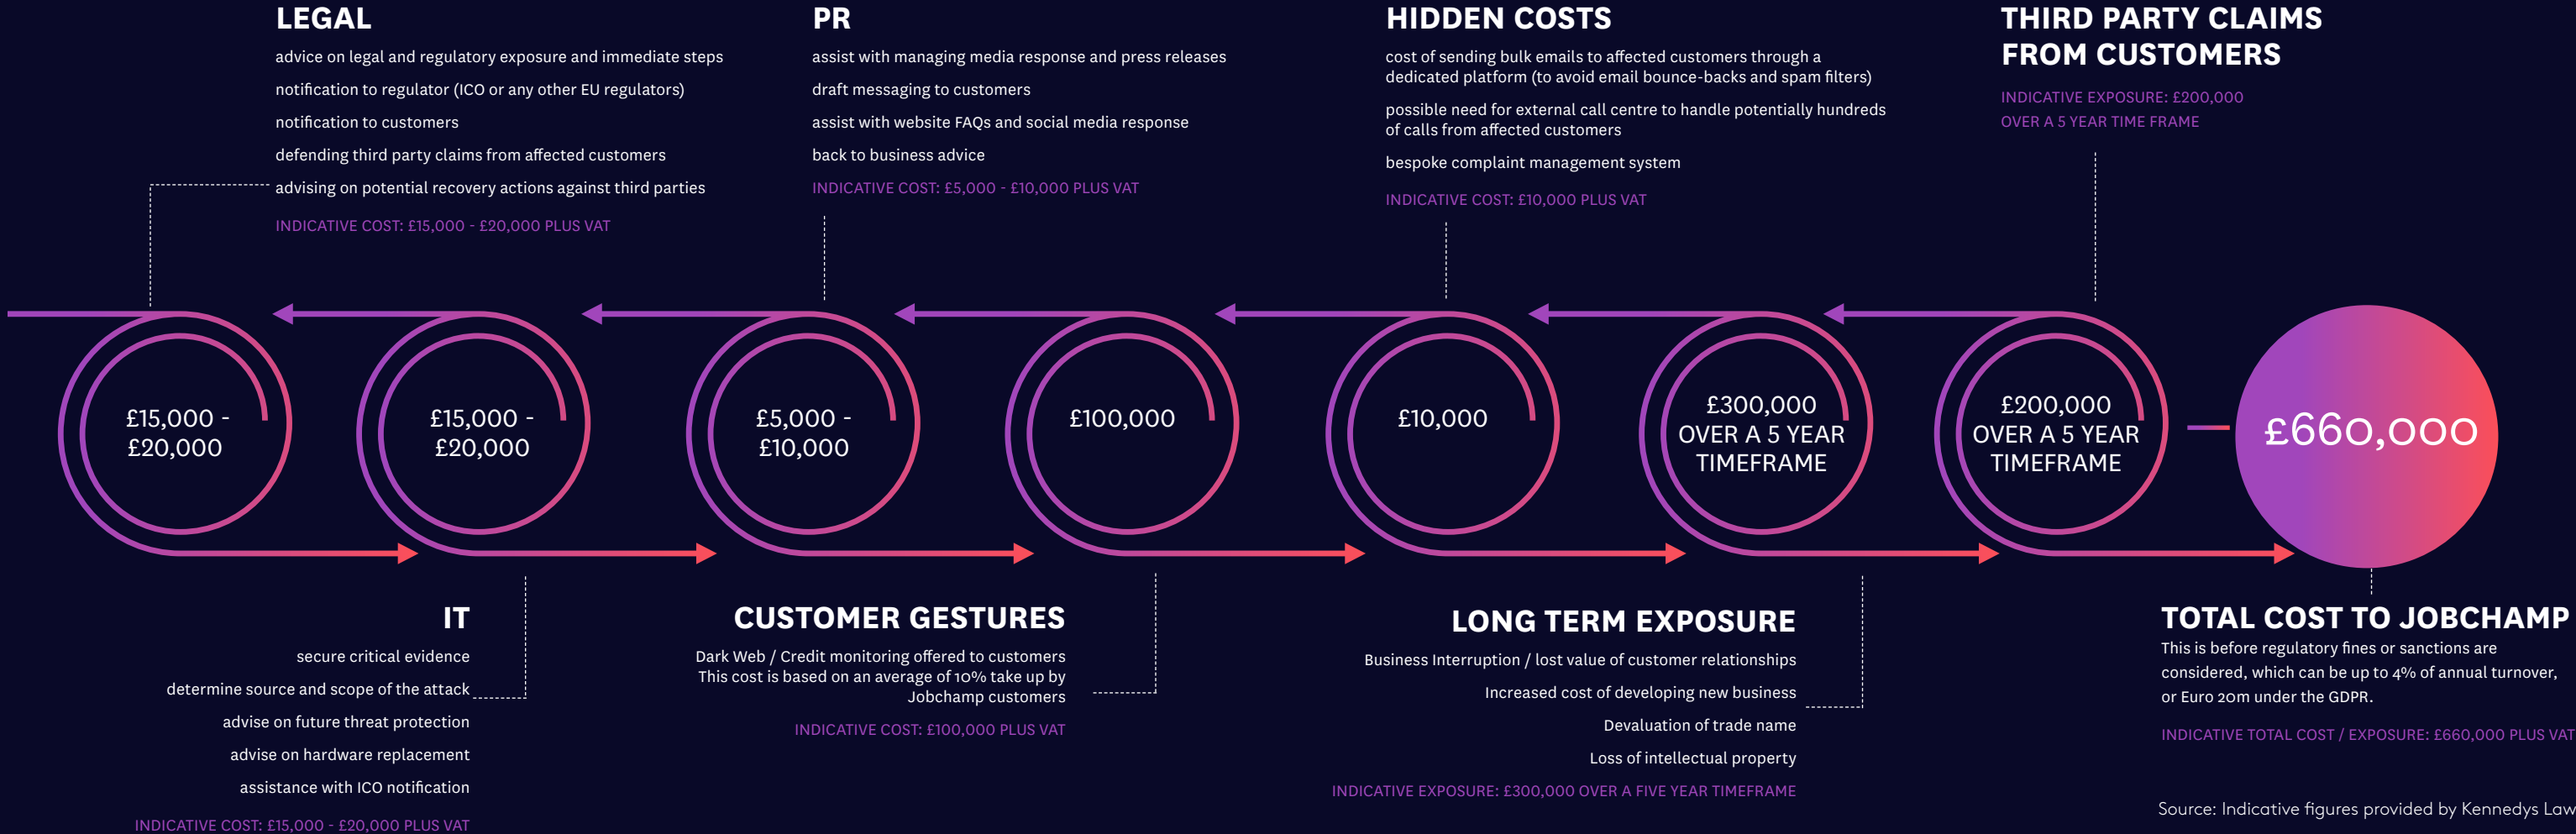 LEGAL
advice on legal and regulatory exposure and immediate steps
notification to regulator (ICO or any other EU regulators)
notification to customers
defending third party claims from affected customers
advising on potential recovery actions against third parties
INDICATIVE COST: £15,000 - £20,000 PLUS VAT
PR
assist with managing media response and press releases
draft messaging to customers
assist with website FAQs and social media response
back to business advice
INDICATIVE COST: £5,000 - £10,000 PLUS VAT
HIDDEN COSTS
cost of sending bulk emails to affected customers through a
dedicated platform (to avoid email bounce-backs and spam filters)
possible need for external call centre to handle potentially hundreds
of calls from affected customers
bespoke complaint management system
INDICATIVE COST: £10,000 PLUS VAT
THIRD PARTY CLAIMS
FROM CUSTOMERS
INDICATIVE EXPOSURE: £200,000
OVER A 5 YEAR TIME FRAME
£15,000 -
£20,000
£15,000 -
£20,000
£5,000 -
£10,000
£100,000
£10,000
£300,000
OVER A 5 YEAR
TIMEFRAME
£200,000
OVER A 5 YEAR
TIMEFRAME
£660,000
IT
secure critical evidence
determine source and scope of the attack
advise on future threat protection
advise on hardware replacement
assistance with ICO notification
INDICATIVE COST: £15,000 - £20,000 PLUS VAT
CUSTOMER GESTURES
Dark Web / Credit monitoring offered to customers
This cost is based on an average of 10% take up by
Jobchamp customers
INDICATIVE COST: £100,000 PLUS VAT
LONG TERM EXPOSURE
Business Interruption / lost value of customer relationships
Increased cost of developing new business
Devaluation of trade name
Loss of intellectual property
INDICATIVE EXPOSURE: £300,000 OVER A FIVE YEAR TIMEFRAME
TOTAL COST TO JOBCHAMP
This is before regulatory fines or sanctions are
considered, which can be up to 4% of annual turnover,
or Euro 20m under the GDPR.
INDICATIVE TOTAL COST / EXPOSURE: £660,000 PLUS VAT
Source: Indicative figures provided by Kennedys Law